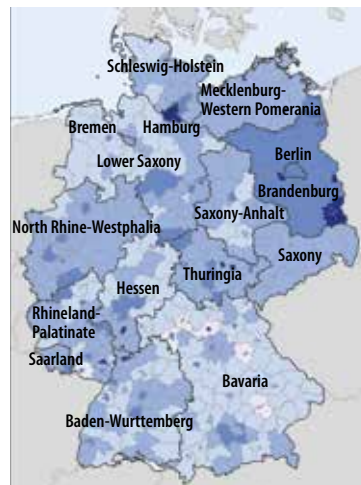 Schleswig-Holstein
Mecklenburg-
Western Pomerania
Bremen
Hamburg
Lower Saxony
Berlin
Brandenburg
North Rhine-Westphalia
Saxony-Anhalt
Saxony
Thuringia
Hessen
Rhineland-
Palatinate
Saarland
Bavaria
Baden-Wurttemberg